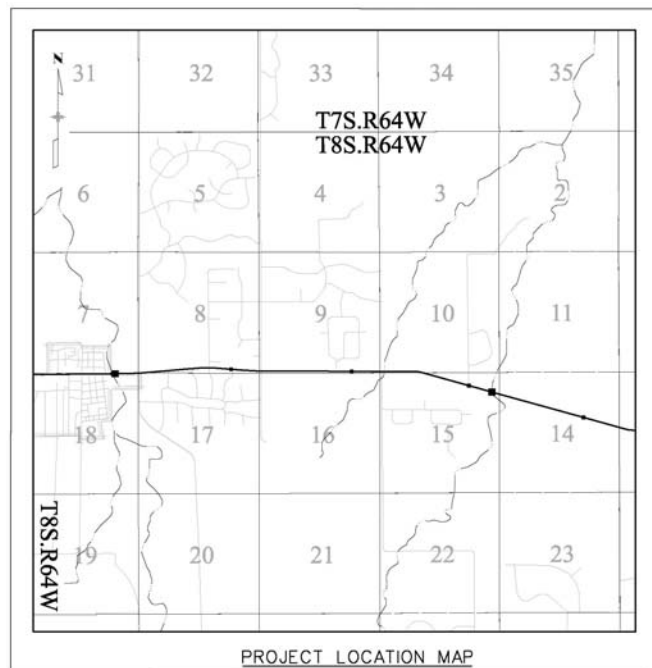 N
31 32 33 34 35
T7S.R64W
T8S.R64W
6 5 4 3 2
8 9 10 11
18 17 16 15 14
T8S.R64W
19 20 21 22 23
PROJECT LOCATION MAP